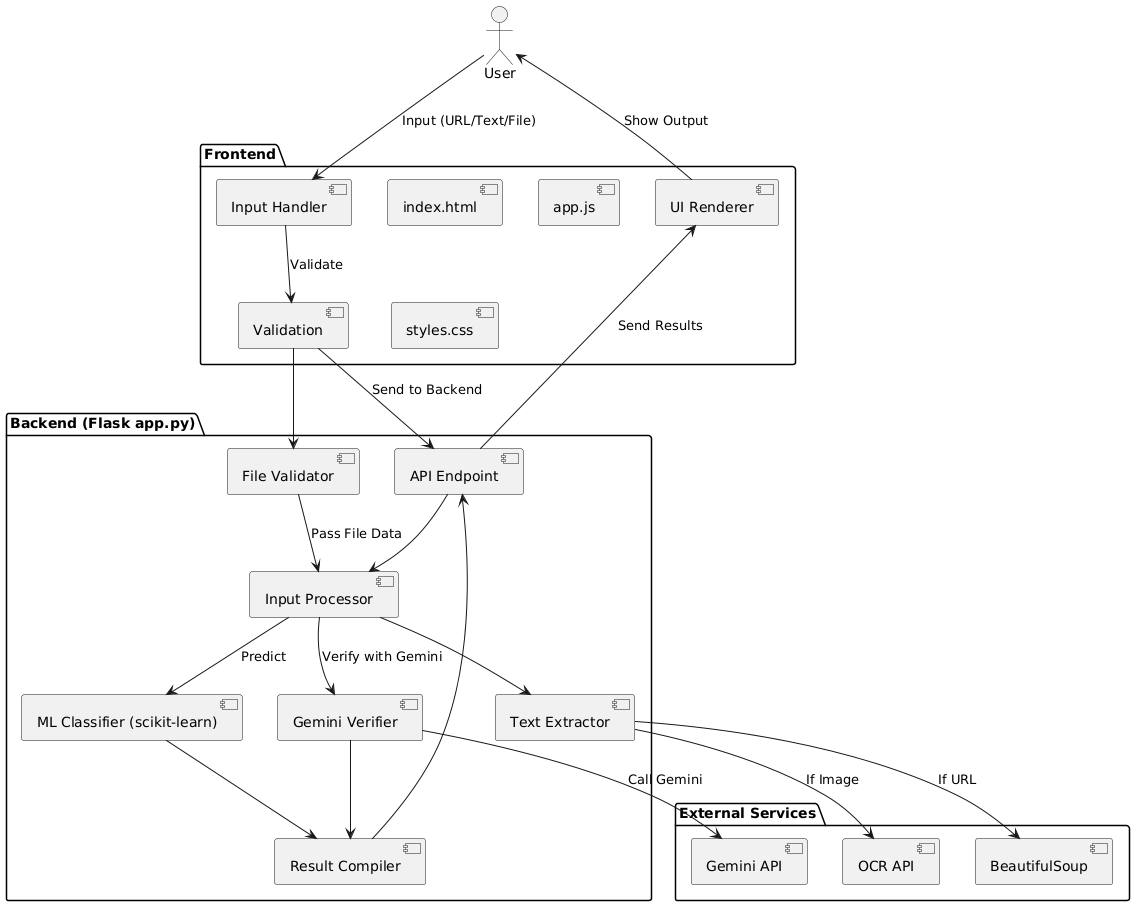 User
Input (URL/Text/File)
Show Output
Frontend
Input Handler
index.html
app.js
UI Renderer
Validate
Validation
styles.css
Send Results
Send to Backend
Backend (Flask app.py)
File Validator
API Endpoint
Pass File Data
Input Processor
Predict
Verify with Gemini
ML Classifier (scikit-learn)
Gemini Verifier
Text Extractor
Call Gemini
If Image
If URL
External Services
Result Compiler
Gemini API
OCR API
BeautifulSoup